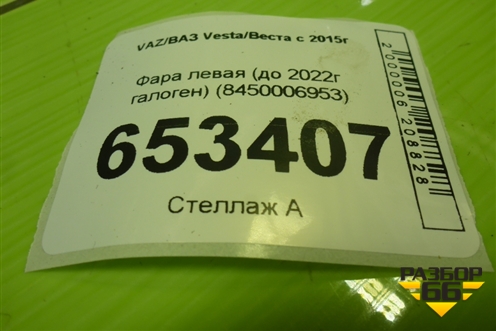 VAZ/ВАЗ Vesta/Веста с 2015г
Фара левая (до 2022г
галоген) (8450006953)
653407
Стеллаж А
2000006208828
РАЗБОР
66